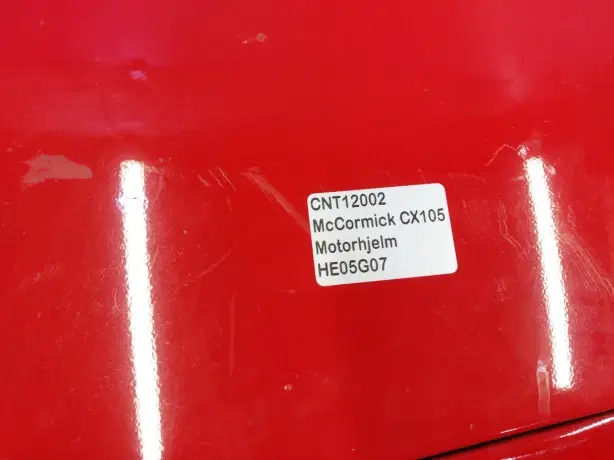 CNT12002
McCormick CX105
Motorhjelm
HE05G07